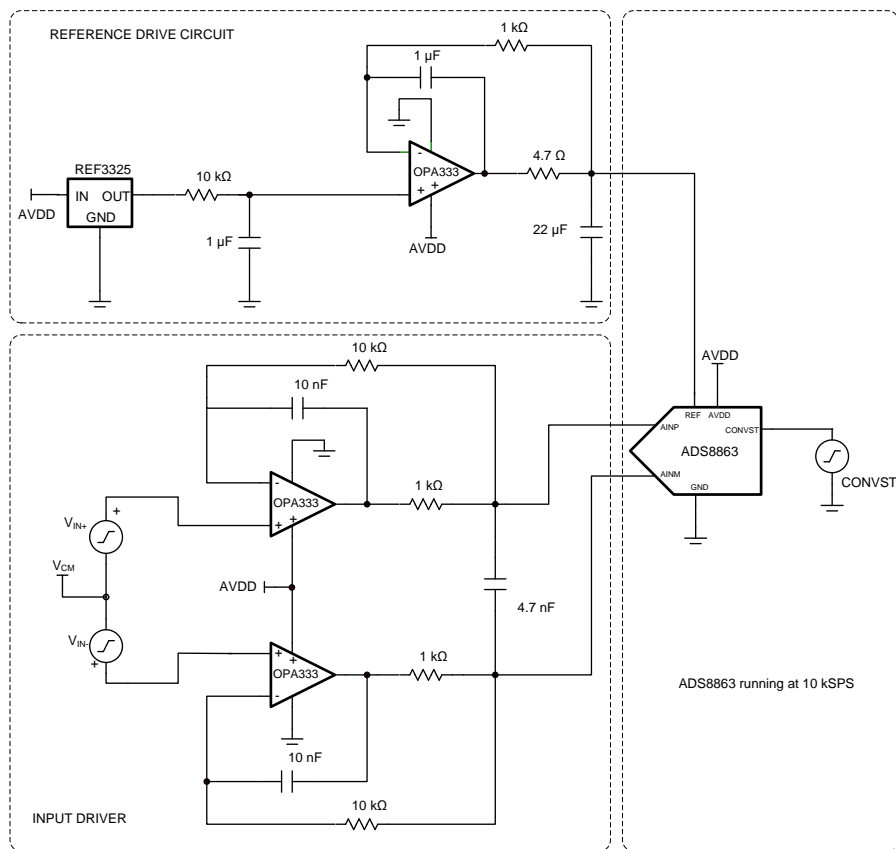 REFERENCE DRIVE CIRCUIT
1 kΩ
1 µF
-
OPA333
+ +
AVDD
4.7 Ω
22 µF
REF3325
IN OUT
GND
AVDD
10 kΩ
1 µF
INPUT DRIVER
10 kΩ
10 nF
-
OPA333
+ +
1 kΩ
VIN+
+
VCM
VIN-
+
AVDD
4.7 nF
1 kΩ
+ +
OPA333
-
10 nF
10 kΩ
AVDD
REF AVDD
AINP
CONVST
ADS8863
AINM
GND
CONVST
ADS8863 running at 10 kSPS